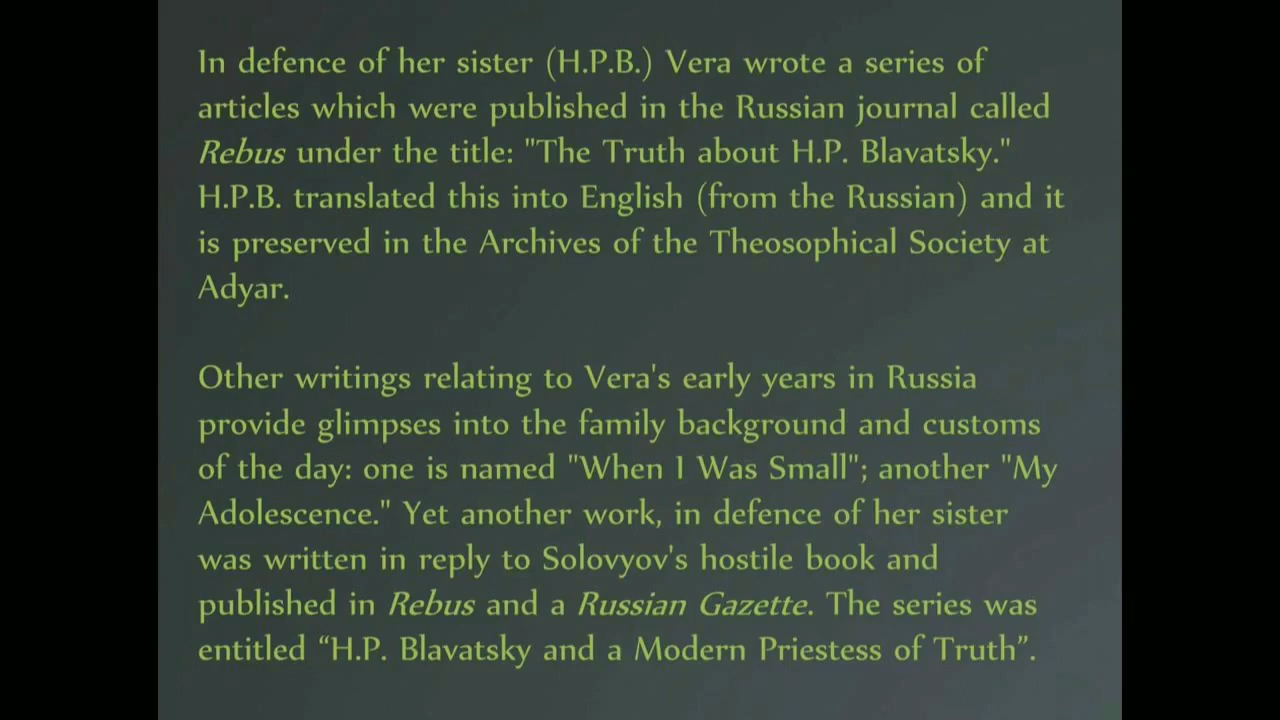 In defence of her sister (H.P.B.) Vera wrote a series of
articles which were published in the Russian journal called
Rebus under the title: "The Truth about H.P. Blavatsky."
H.P.B. translated this into English (from the Russian) and it
is preserved in the Archives of the Theosophical Society at
Adyar.
Other writings relating to Vera's early years in Russia
provide glimpses into the family background and customs
of the day: one is named "When I Was Small"; another "My
Adolescence." Yet another work, in defence of her sister
was written in reply to Solovyov's hostile book and
published in Rebus and a Russian Gazette. The series was
entitled “H.P. Blavatsky and a Modern Priestess of Truth”.